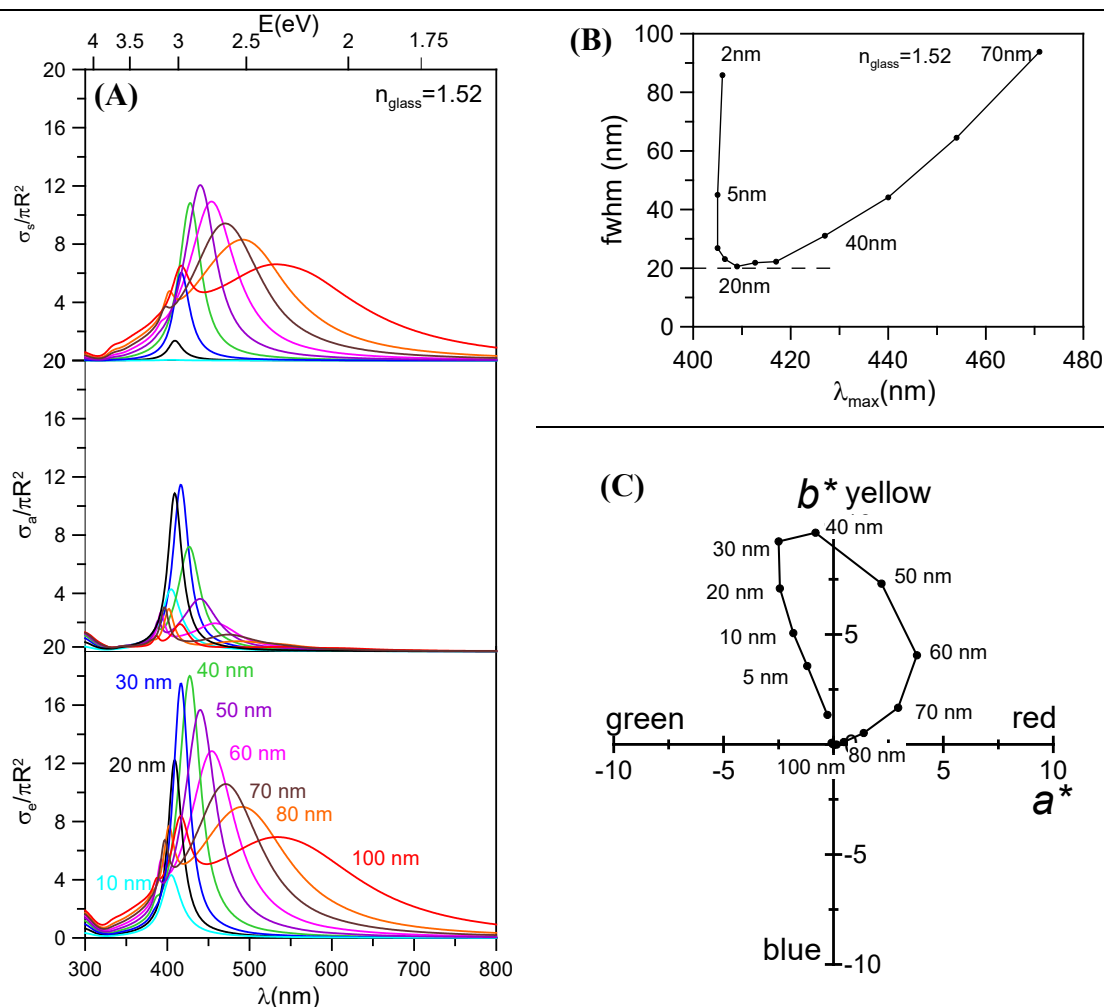 E(eV)
4 3.5 3 2.5 2 1.75
(A)
n_glass=1.52
20
16
12
8
4
σ_s/πR²
20
16
12
8
4
σ_a/πR²
20
16
12
8
4
0
σ_e/πR²
30 nm
40 nm
50 nm
20 nm
60 nm
70 nm
80 nm
10 nm
100 nm
300 400 500 600 700 800
λ(nm)
(B)
2nm
n_glass=1.52
70nm
5nm
40nm
20nm
100
80
60
40
20
0
fwhm (nm)
400 420 440 460 480
λ_max(nm)
(C)
b* yellow
40 nm
30 nm
50 nm
20 nm
10 nm
5
60 nm
5 nm
70 nm
green
red
80 nm
100 nm
-10 -5 5 10
a*
-5
blue
-10